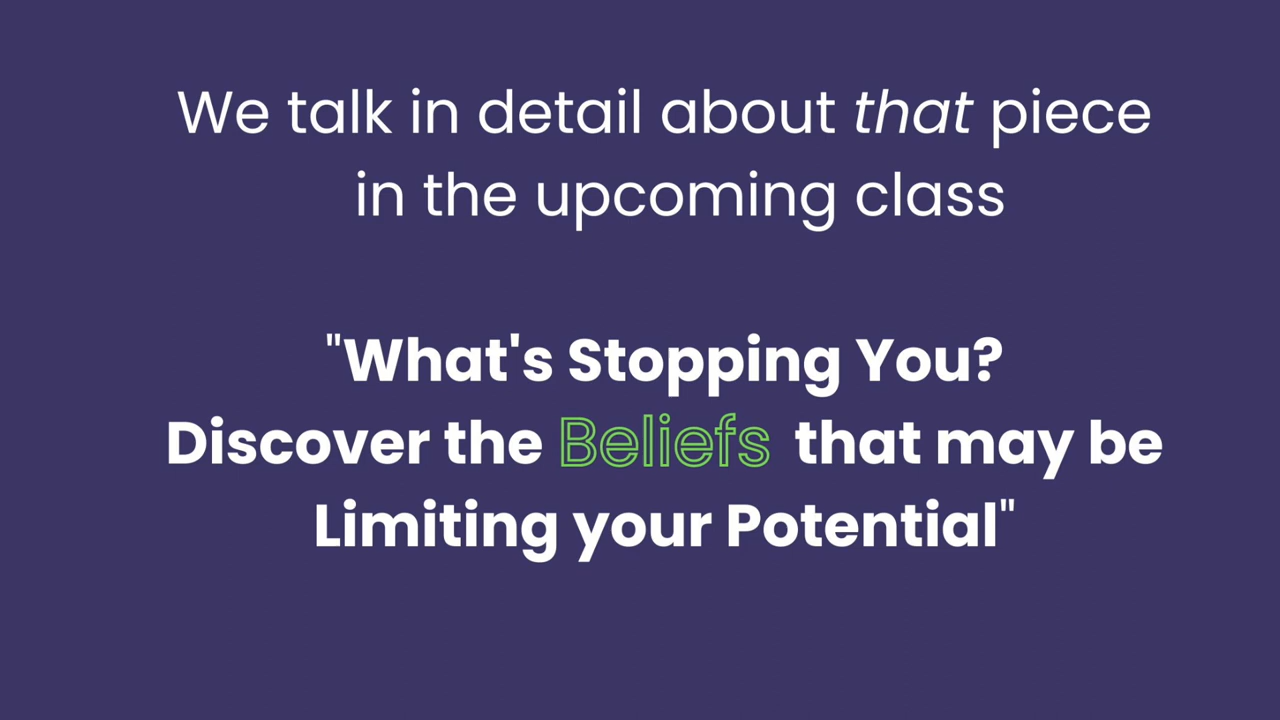 We talk in detail about that piece
in the upcoming class
"What's Stopping You?
Discover the Beliefs that may be
Limiting your Potential"